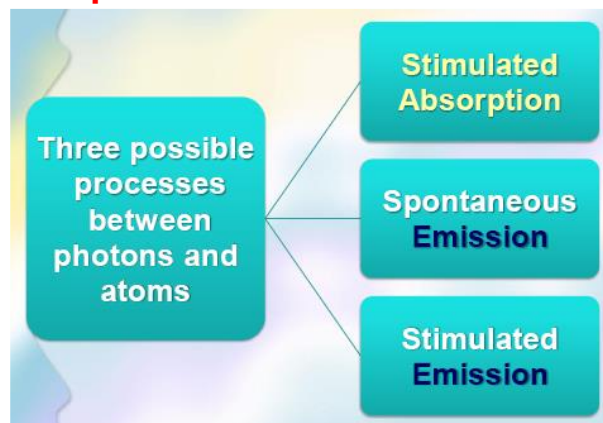 Three possible
processes
between
photons and
atoms
Stimulated
Absorption
Spontaneous
Emission
Stimulated
Emission